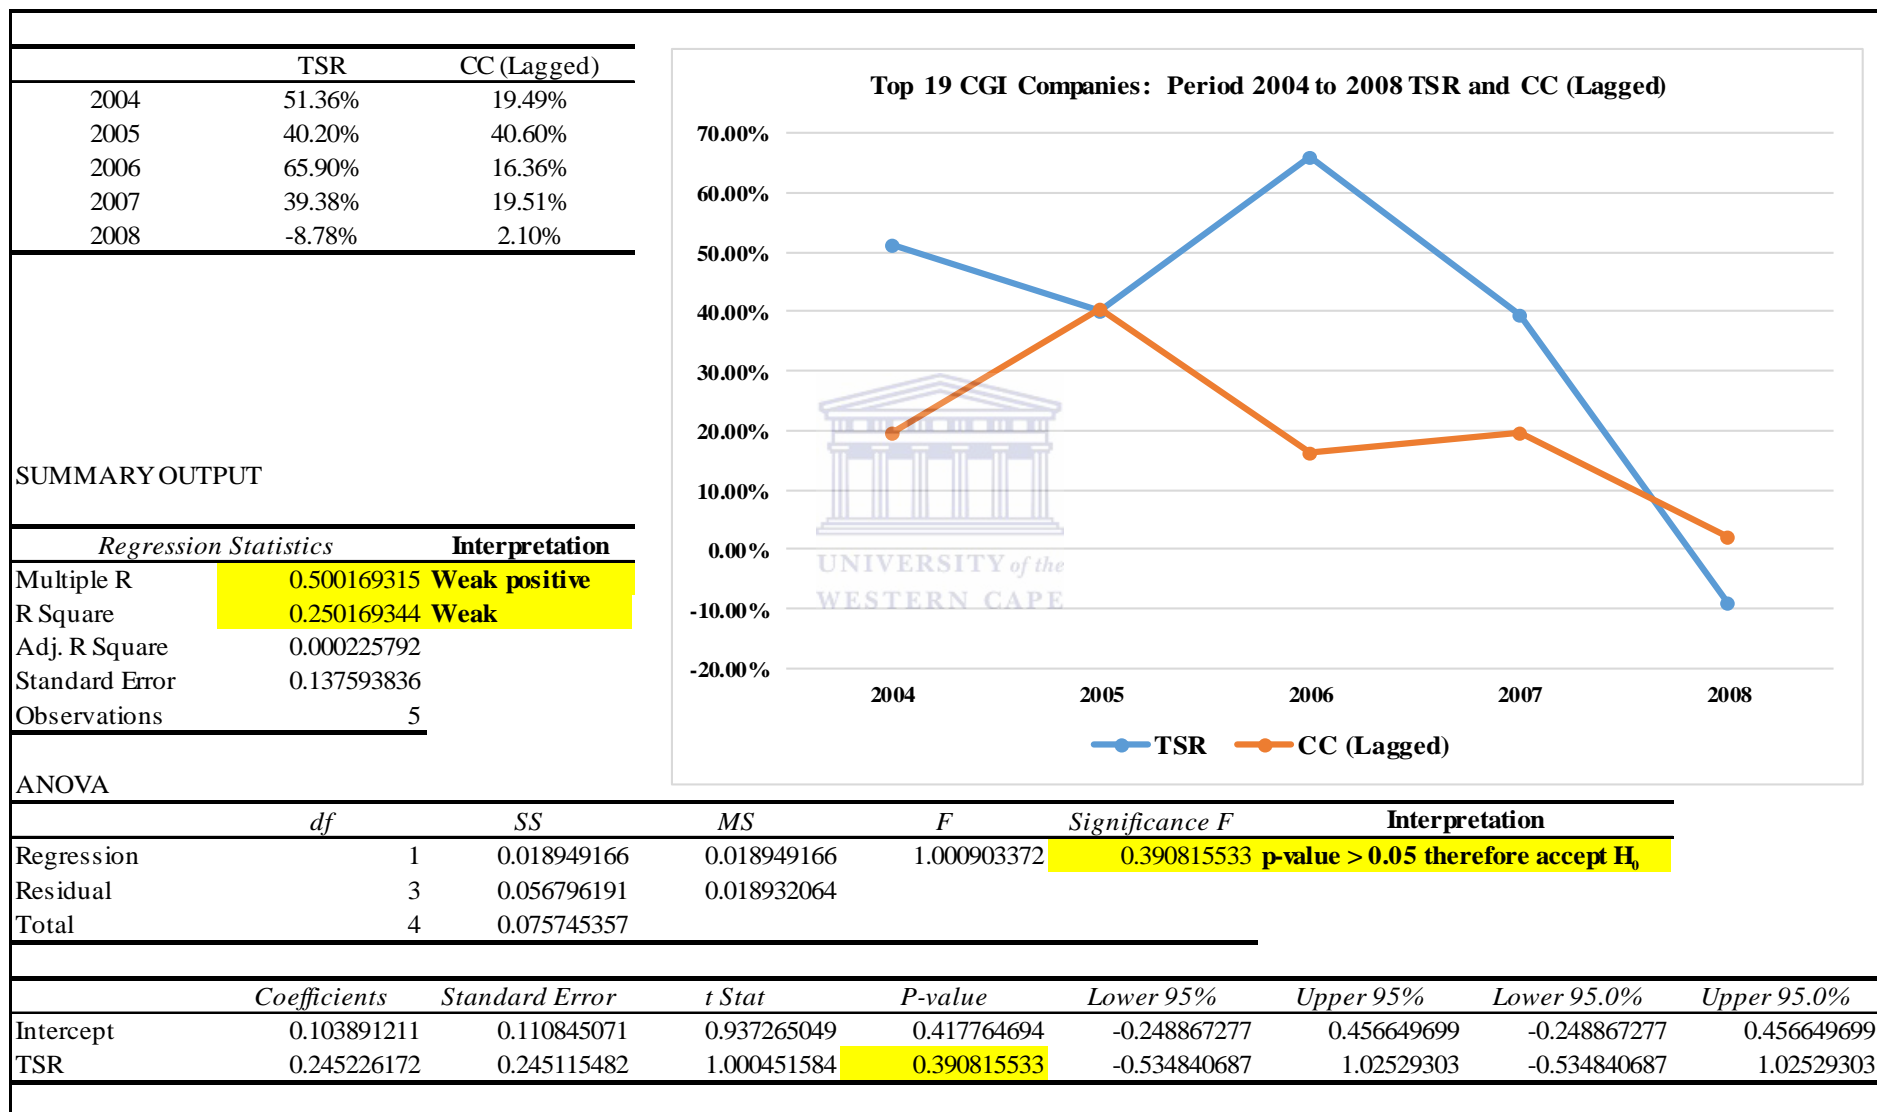 TSR CC (Lagged)
2004 51.36% 19.49%
2005 40.20% 40.60%
2006 65.90% 16.36%
2007 39.38% 19.51%
2008 -8.78% 2.10%
Top 19 CGI Companies: Period 2004 to 2008 TSR and CC (Lagged)
70.00%
60.00%
50.00%
40.00%
30.00%
20.00%
10.00%
0.00%
-10.00%
-20.00%
2004 2005 2006 2007 2008
TSR CC (Lagged)
UNIVERSITY of the
WESTERN CAPE
SUMMARY OUTPUT
Regression Statistics Interpretation
Multiple R 0.500169315 Weak positive
R Square 0.250169344 Weak
Adj. R Square 0.000225792
Standard Error 0.137593836
Observations 5
ANOVA
df SS MS F Significance F Interpretation
Regression 1 0.018949166 0.018949166 1.000903372 0.390815533 p-value > 0.05 therefore accept H₀
Residual 3 0.056796191 0.018932064
Total 4 0.075745357
Coefficients Standard Error t Stat P-value Lower 95% Upper 95% Lower 95.0% Upper 95.0%
Intercept 0.103891211 0.110845071 0.937265049 0.417764694 -0.248867277 0.456649699 -0.248867277 0.456649699
TSR 0.245226172 0.245115482 1.000451584 0.390815533 -0.534840687 1.02529303 -0.534840687 1.02529303